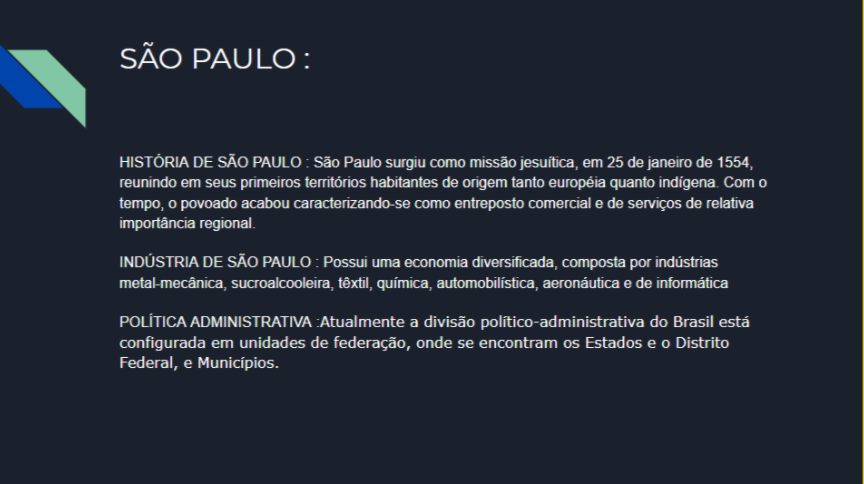 SÃO PAULO :
HISTÓRIA DE SÃO PAULO : São Paulo surgiu como missão jesuítica, em 25 de janeiro de 1554,
reunindo em seus primeiros territórios habitantes de origem tanto européia quanto indígena. Com o
tempo, o povoado acabou caracterizando-se como entreposto comercial e de serviços de relativa
importância regional.
INDÚSTRIA DE SÃO PAULO : Possui uma economia diversificada, composta por indústrias
metal-mecânica, sucroalcooleira, têxtil, química, automobilística, aeronáutica e de informática
POLÍTICA ADMINISTRATIVA :Atualmente a divisão político-administrativa do Brasil está
configurada em unidades de federação, onde se encontram os Estados e o Distrito
Federal, e Municípios.